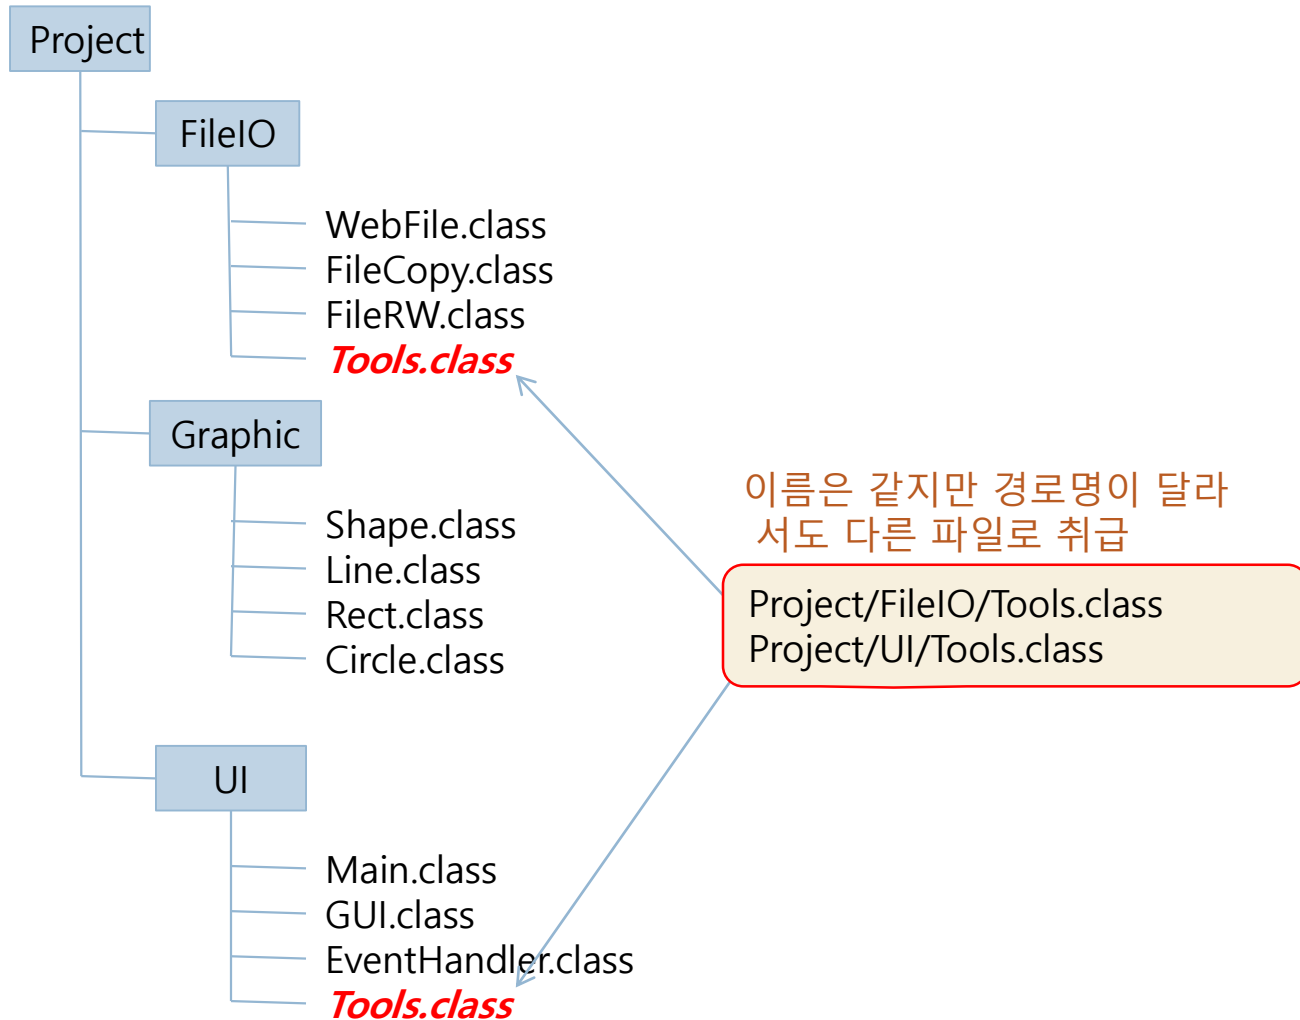 Project
FileIO
WebFile.class
FileCopy.class
FileRW.class
Tools.class
Graphic
Shape.class
Line.class
Rect.class
Circle.class
UI
Main.class
GUI.class
EventHandler.class
Tools.class
이름은 같지만 경로명이 달라
서도 다른 파일로 취급
Project/FileIO/Tools.class
Project/UI/Tools.class